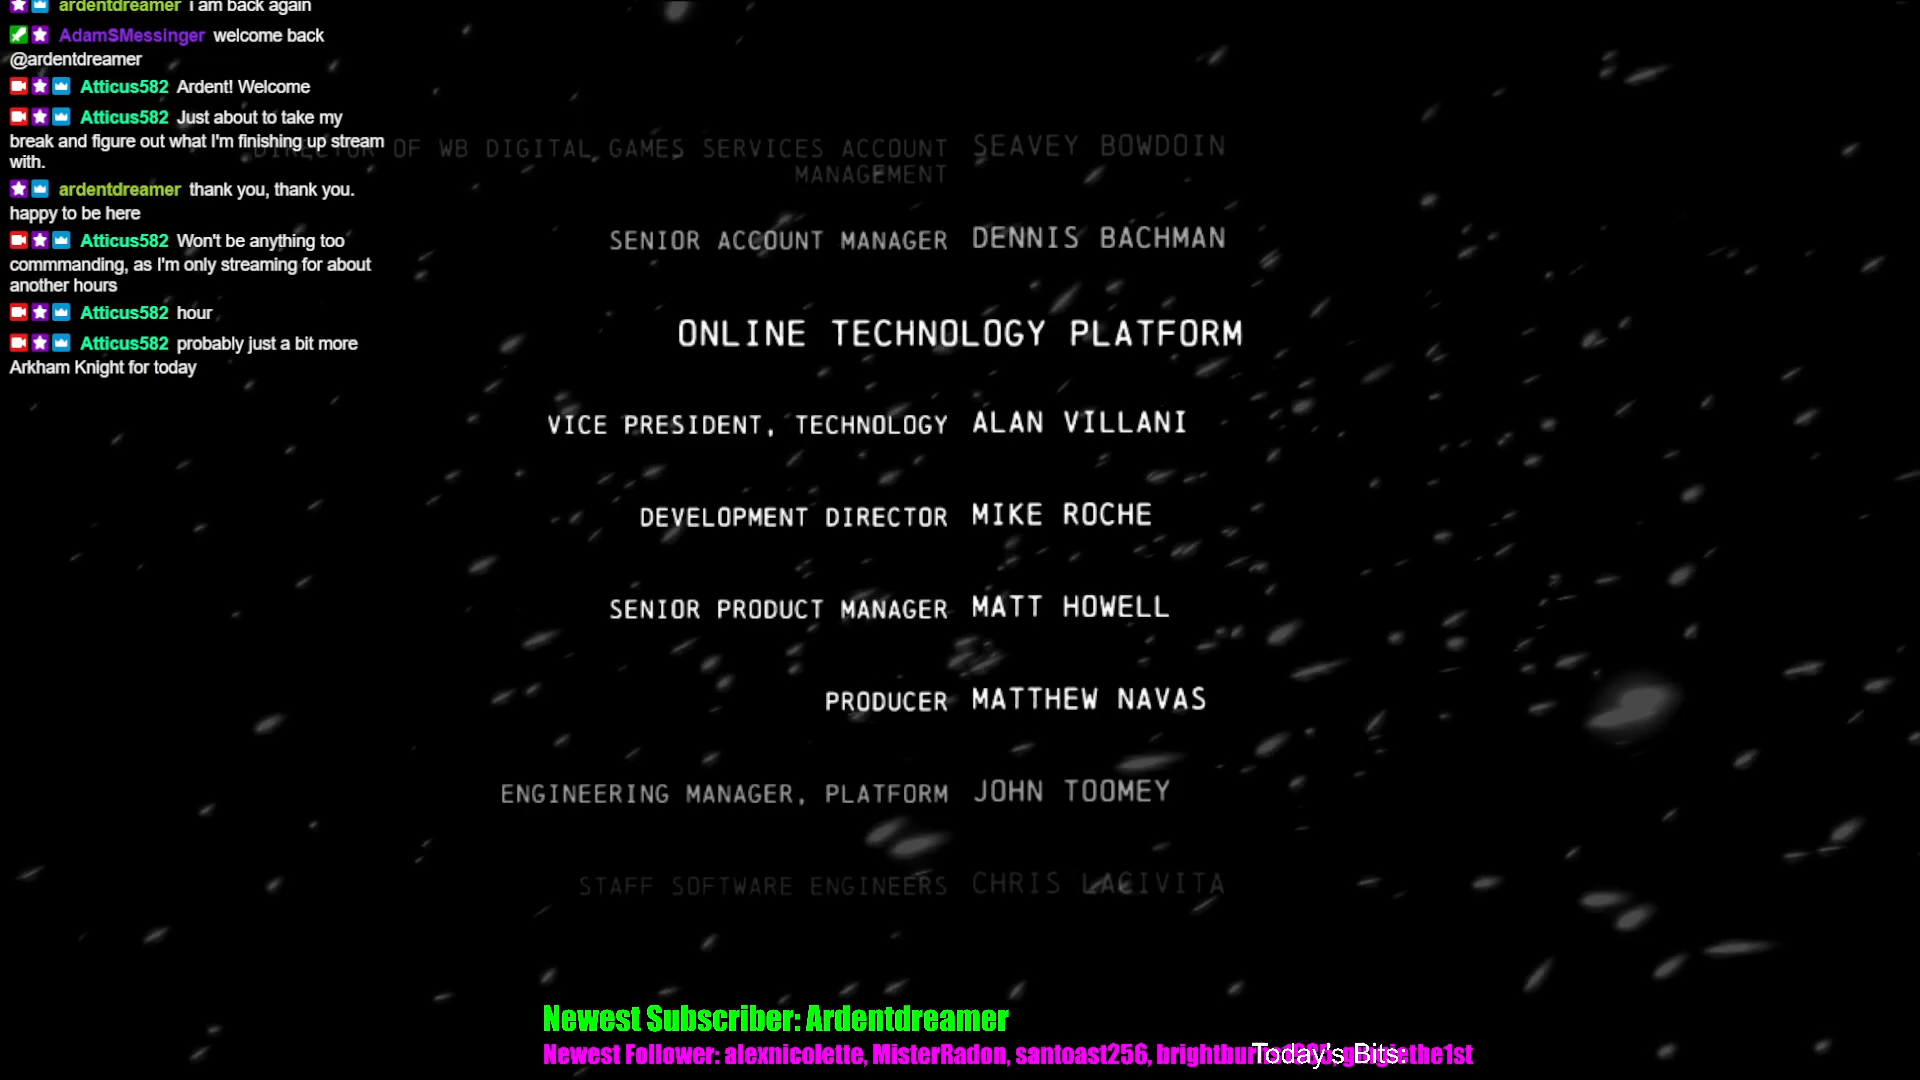 ardentdreamer i am back again
AdamSMessinger welcome back
@ardentdreamer
Atticus582 Ardent! Welcome
Atticus582 Just about to take my
break and figure out what I'm finishing up stream
with.
ardentdreamer thank you, thank you.
happy to be here
Atticus582 Won't be anything too
commmanding, as I'm only streaming for about
another hours
Atticus582 hour
Atticus582 probably just a bit more
Arkham Knight for today
DIRECTOR OF WB DIGITAL GAMES SERVICES ACCOUNT SEAVEY BOWDOIN
MANAGEMENT
SENIOR ACCOUNT MANAGER DENNIS BACHMAN
ONLINE TECHNOLOGY PLATFORM
VICE PRESIDENT, TECHNOLOGY ALAN VILLANI
DEVELOPMENT DIRECTOR MIKE ROCHE
SENIOR PRODUCT MANAGER MATT HOWELL
PRODUCER MATTHEW NAVAS
ENGINEERING MANAGER, PLATFORM JOHN TOOMEY
STAFF SOFTWARE ENGINEERS CHRIS LACIVITA
Newest Subscriber: Ardentdreamer
Newest Follower: alexnicolette, MisterRadon, santoast256,
Today's Bits: